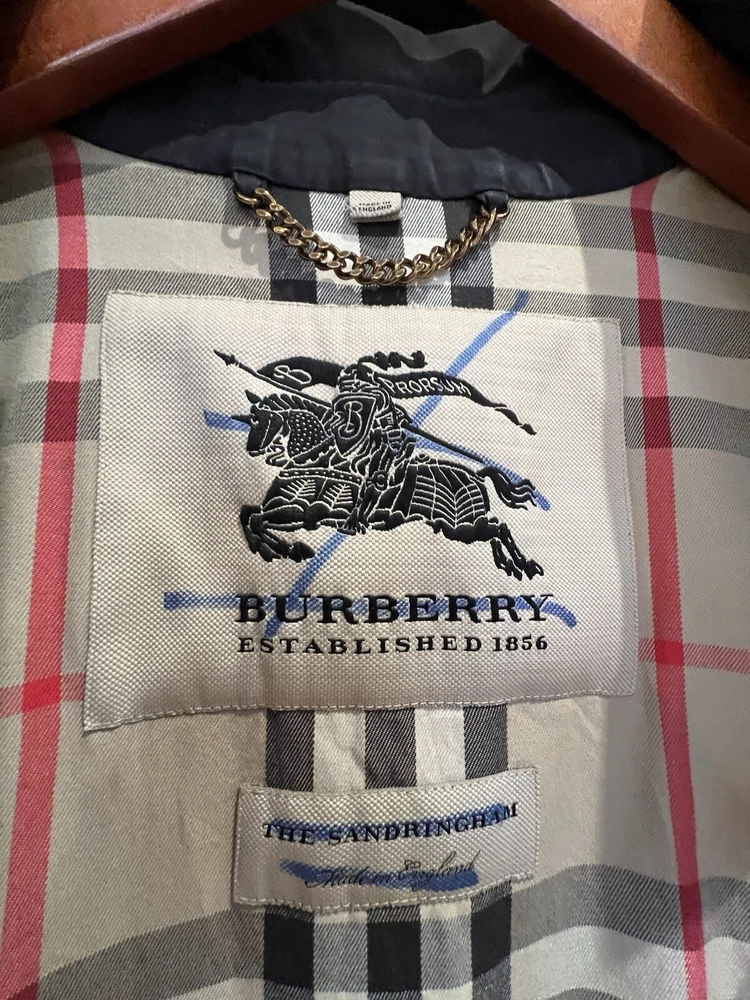 MADE IN
ENGLAND
B
PRORSUM
B
BURBERRY
ESTABLISHED 1856
THE SANDRINGHAM
Made in England